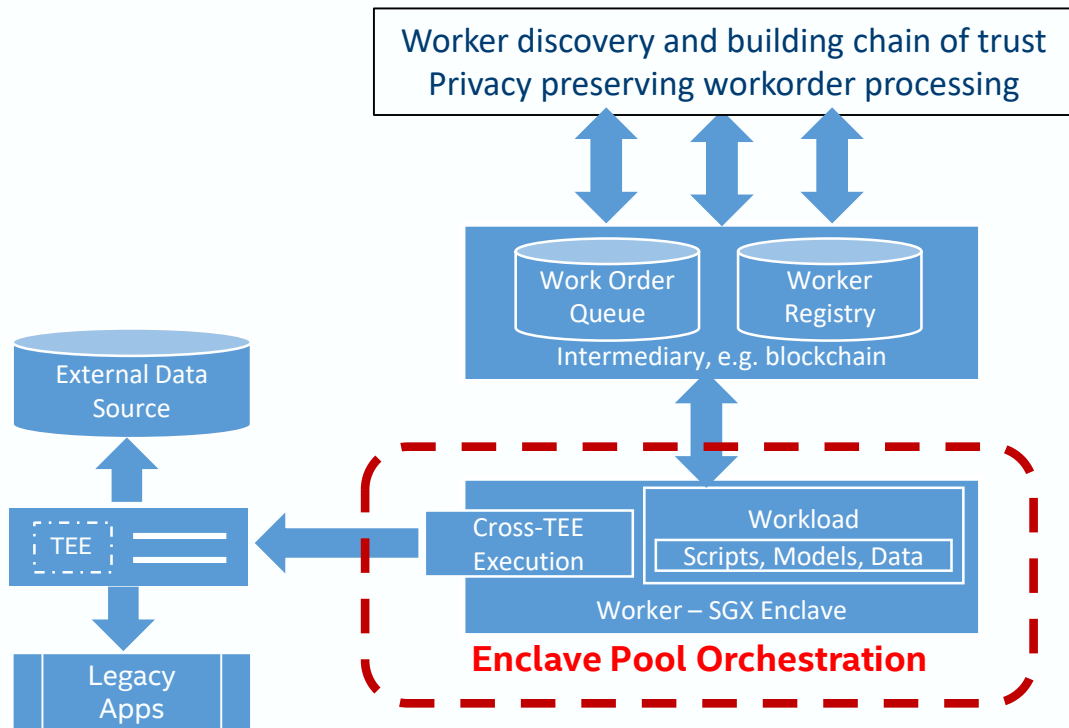 Worker discovery and building chain of trust
Privacy preserving workorder processing
Work Order
Queue
Worker
Registry
Intermediary, e.g. blockchain
External Data
Source
TEE
Cross-TEE
Execution
Workload
Scripts, Models, Data
Worker – SGX Enclave
Enclave Pool Orchestration
Legacy
Apps